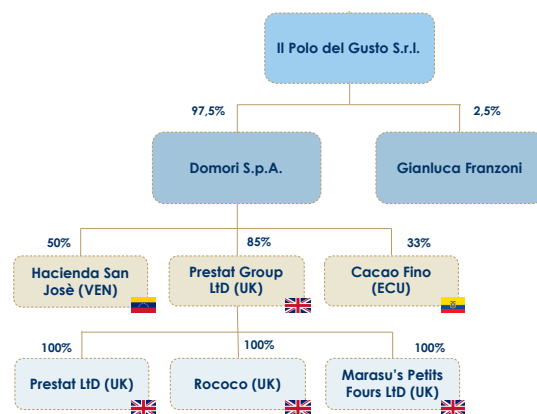 Il Polo del Gusto S.r.l.
97,5%
2,5%
Domori S.p.A.
Gianluca Franzoni
50%
85%
33%
Hacienda San
Josè (VEN)
Prestat Group
LtD (UK)
Cacao Fino
(ECU)
100%
100%
100%
Prestat LtD (UK)
Rococo (UK)
Marasu's Petits
Fours LtD (UK)